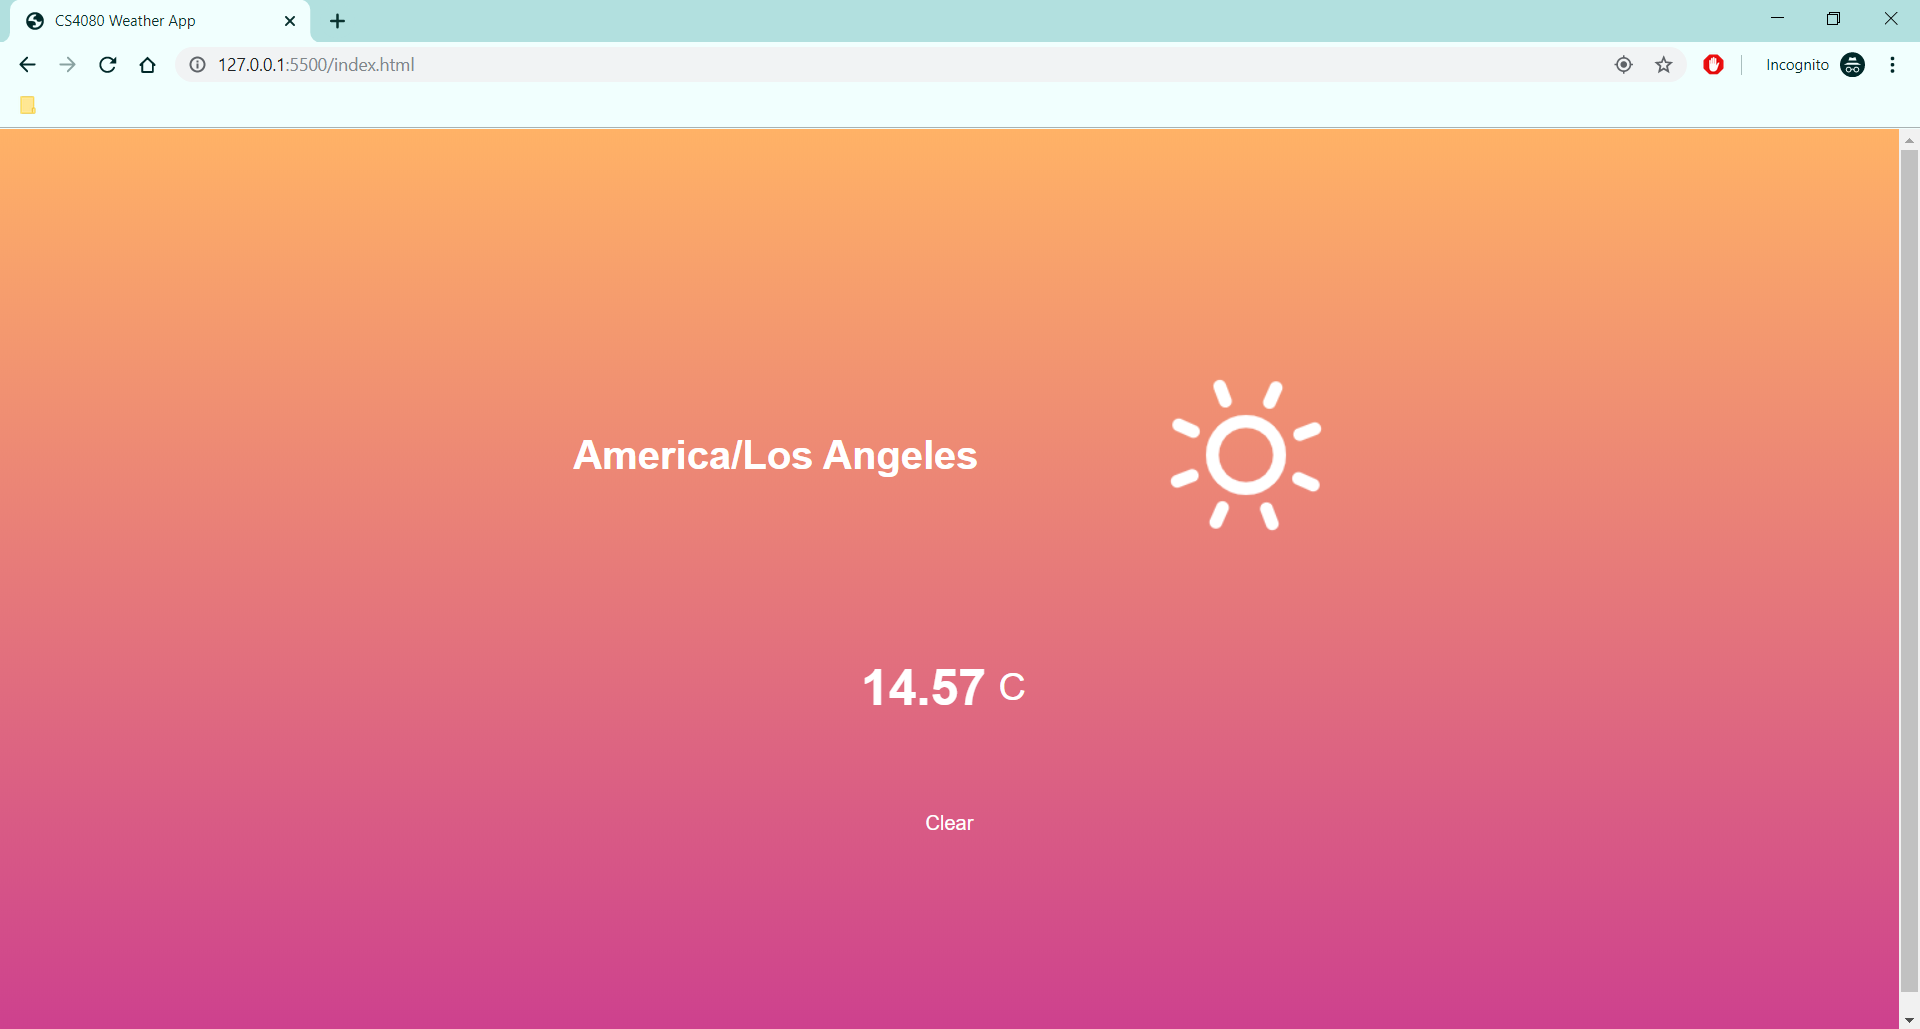 CS4080 Weather App
127.0.0.1:5500/index.html
Incognito
America/Los Angeles
14.57 C
Clear